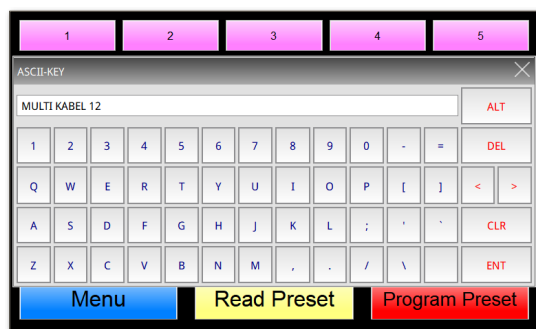 1 2 3 4 5
ASCII-KEY
MULTI KABEL 12 ALT
1 2 3 4 5 6 7 8 9 0 - = DEL
Q W E R T Y U I O P [ ] < >
A S D F G H J K L ; ' ` CLR
Z X C V B N M , . / \ ENT
Menu Read Preset Program Preset